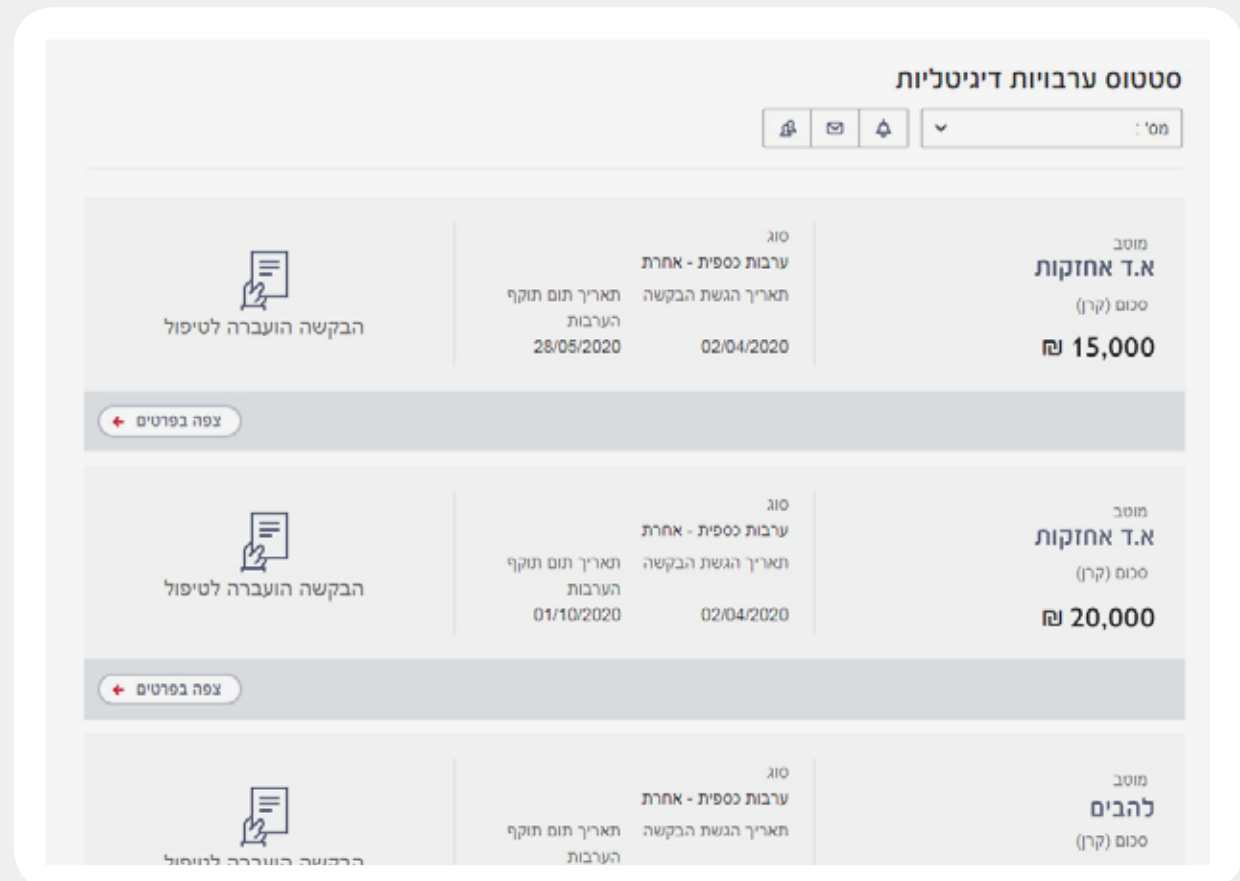 סטטוס ערבויות דיגיטליות
מס' :
מוטב
א.ד אחזקות
סכום (קרן)
15,000 ₪
סוג
ערבות כספית - אחרת
תאריך הגשת הבקשה
02/04/2020
תאריך תום תוקף
הערבות
28/05/2020
הבקשה הועברה לטיפול
צפה בפרטים
מוטב
א.ד אחזקות
סכום (קרן)
20,000 ₪
סוג
ערבות כספית - אחרת
תאריך הגשת הבקשה
02/04/2020
תאריך תום תוקף
הערבות
01/10/2020
הבקשה הועברה לטיפול
צפה בפרטים
מוטב
להבים
סכום (קרן)
סוג
ערבות כספית - אחרת
תאריך הגשת הבקשה
תאריך תום תוקף
הערבות
הבקשה הועברה לטיפול